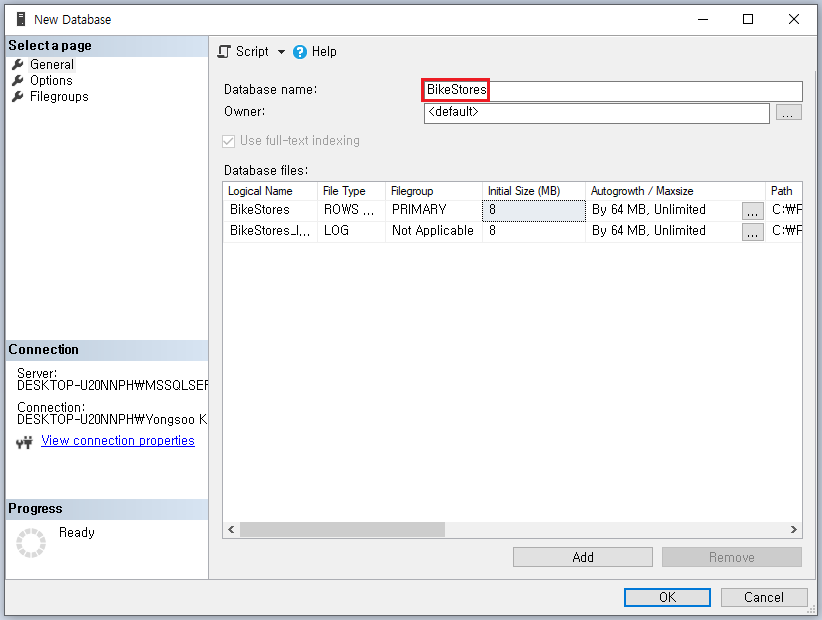 New Database
Select a page
General
Options
Filegroups
Script
Help
Database name:
BikeStores
Owner:
<default>
...
Use full-text indexing
Database files:
Logical Name File Type Filegroup Initial Size (MB) Autogrowth / Maxsize Path
BikeStores ROWS ... PRIMARY 8 By 64 MB, Unlimited ... C:₩P
BikeStores_l... LOG Not Applicable 8 By 64 MB, Unlimited ... C:₩P
Connection
Server:
DESKTOP-U20NNPH₩MSSQLSER
Connection:
DESKTOP-U20NNPH₩Yongsoo K
View connection properties
Progress
Ready
Add
Remove
OK
Cancel